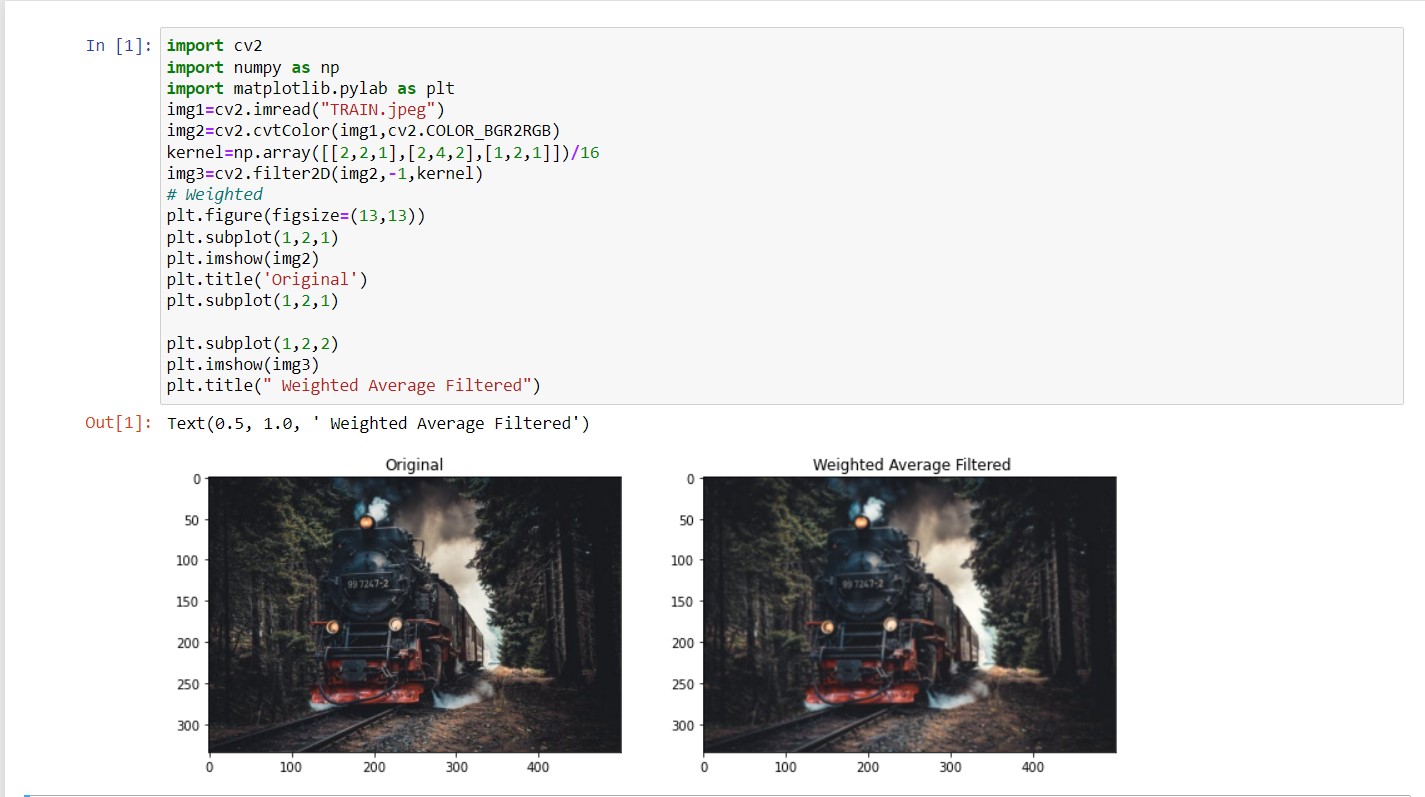 In [1]: import cv2
import numpy as np
import matplotlib.pylab as plt
img1=cv2.imread("TRAIN.jpeg")
img2=cv2.cvtColor(img1,cv2.COLOR_BGR2RGB)
kernel=np.array([[2,2,1],[2,4,2],[1,2,1]])/16
img3=cv2.filter2D(img2,-1,kernel)
# Weighted
plt.figure(figsize=(13,13))
plt.subplot(1,2,1)
plt.imshow(img2)
plt.title('Original')
plt.subplot(1,2,1)
plt.subplot(1,2,2)
plt.imshow(img3)
plt.title(" Weighted Average Filtered")
Out[1]: Text(0.5, 1.0, ' Weighted Average Filtered')
Original
0
50
100
150
200
250
300
0 100 200 300 400
99 7247-2
Weighted Average Filtered
0
50
100
150
200
250
300
0 100 200 300 400
99 7247-2